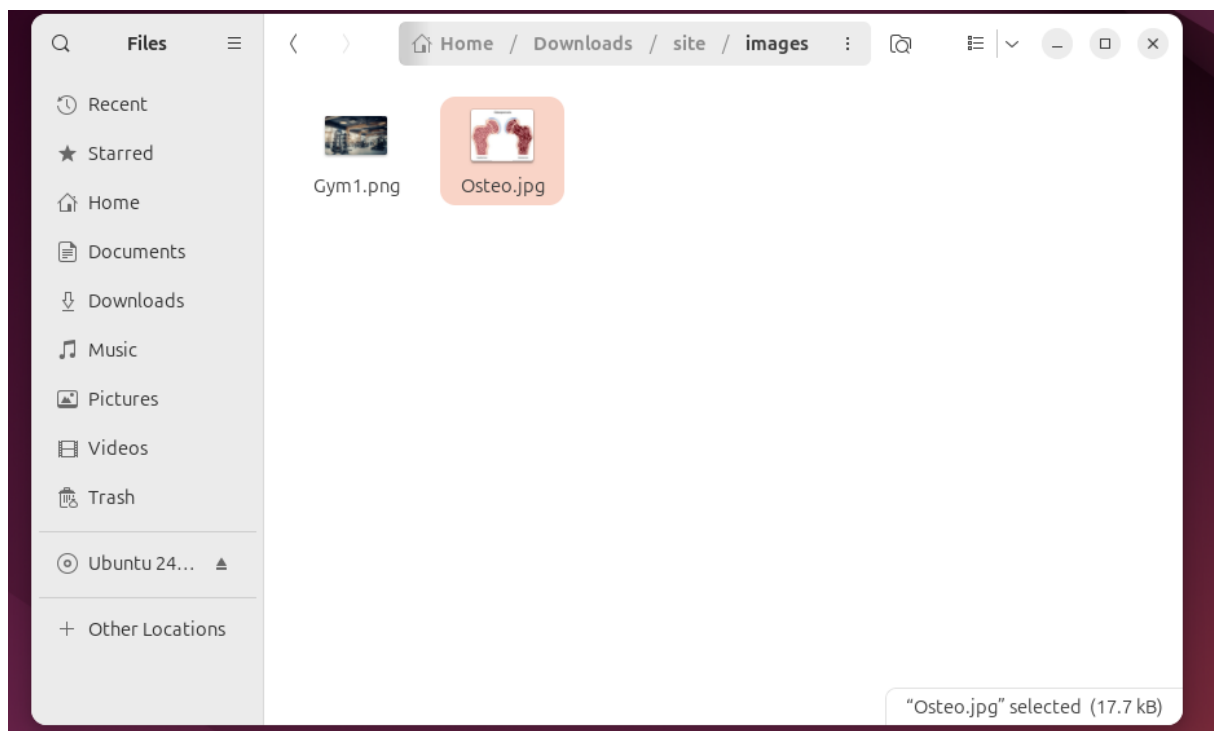 Files
Home / Downloads / site / images
Recent
Starred
Home
Documents
Downloads
Music
Pictures
Videos
Trash
Ubuntu 24…
Other Locations
Gym1.png
Osteo.jpg
“Osteo.jpg” selected (17.7 kB)